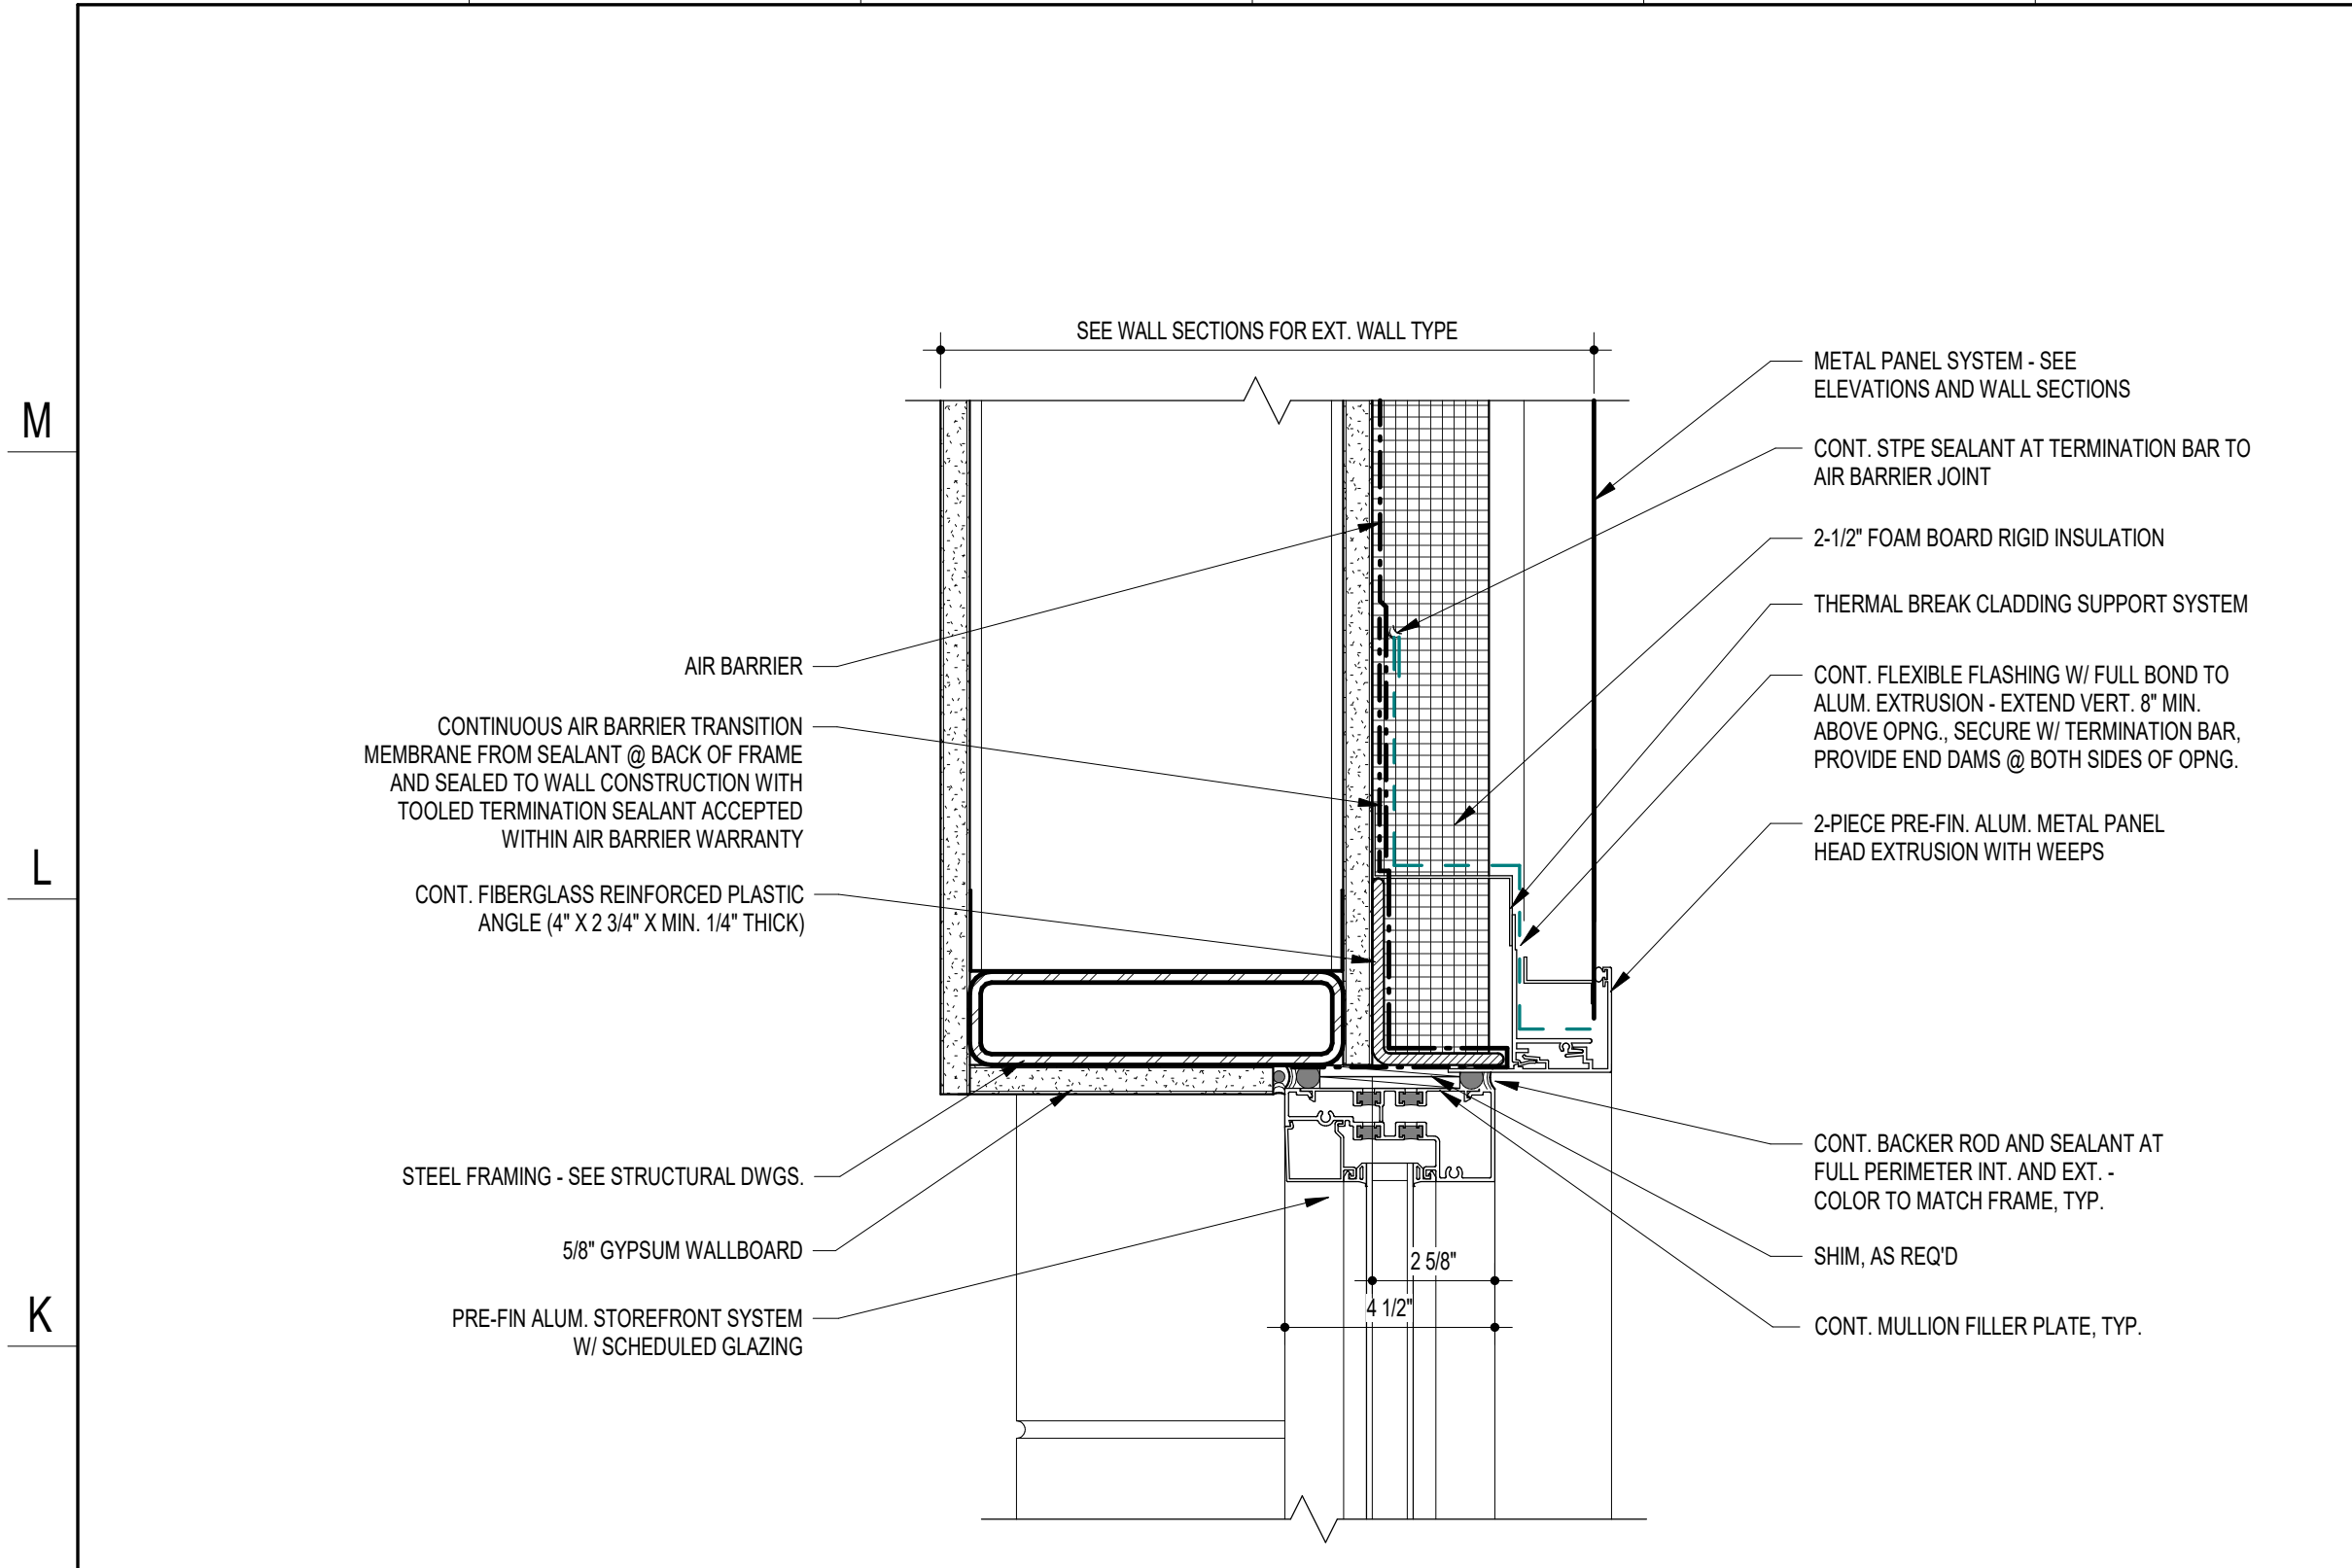 SEE WALL SECTIONS FOR EXT. WALL TYPE
M
L
K
AIR BARRIER
CONTINUOUS AIR BARRIER TRANSITION
MEMBRANE FROM SEALANT @ BACK OF FRAME
AND SEALED TO WALL CONSTRUCTION WITH
TOOLED TERMINATION SEALANT ACCEPTED
WITHIN AIR BARRIER WARRANTY
CONT. FIBERGLASS REINFORCED PLASTIC
ANGLE (4" X 2 3/4" X MIN. 1/4" THICK)
STEEL FRAMING - SEE STRUCTURAL DWGS.
5/8" GYPSUM WALLBOARD
PRE-FIN ALUM. STOREFRONT SYSTEM
W/ SCHEDULED GLAZING
METAL PANEL SYSTEM - SEE
ELEVATIONS AND WALL SECTIONS
CONT. STPE SEALANT AT TERMINATION BAR TO
AIR BARRIER JOINT
2-1/2" FOAM BOARD RIGID INSULATION
THERMAL BREAK CLADDING SUPPORT SYSTEM
CONT. FLEXIBLE FLASHING W/ FULL BOND TO
ALUM. EXTRUSION - EXTEND VERT. 8" MIN.
ABOVE OPNG., SECURE W/ TERMINATION BAR,
PROVIDE END DAMS @ BOTH SIDES OF OPNG.
2-PIECE PRE-FIN. ALUM. METAL PANEL
HEAD EXTRUSION WITH WEEPS
CONT. BACKER ROD AND SEALANT AT
FULL PERIMETER INT. AND EXT. -
COLOR TO MATCH FRAME, TYP.
SHIM, AS REQ'D
CONT. MULLION FILLER PLATE, TYP.
2 5/8"
4 1/2"